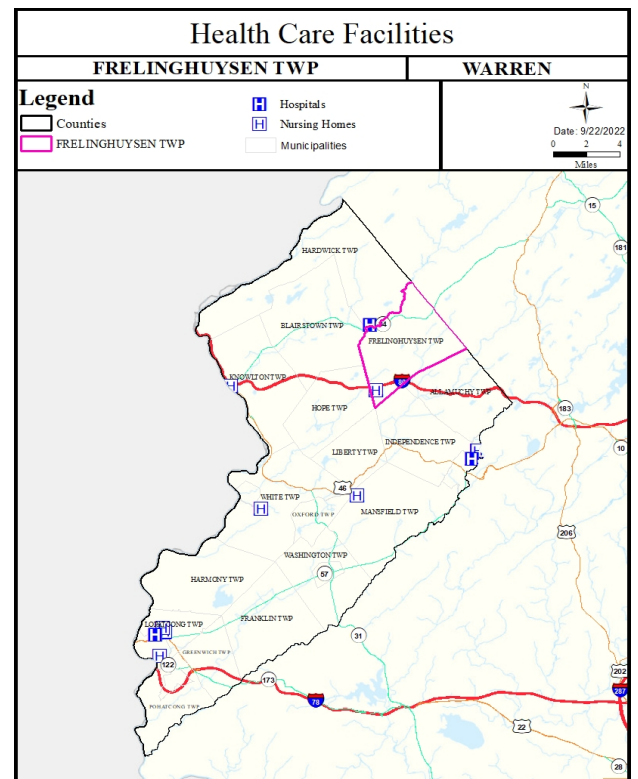 Health Care Facilities
FRELINGHUYSEN TWP
WARREN
Legend
Counties
FRELINGHUYSEN TWP
H Hospitals
H Nursing Homes
Municipalities
N
Date: 9/22/2022
0 2 4
Miles
15
181
HARDWICK TWP
BLAIRSTOWN TWP
H
94
FRELINGHUYSEN TWP
KNOWLTON TWP
H
H
80
ALLAMUCHY TWP
HOPE TWP
183
INDEPENDENCE TWP
10
LIBERTY TWP
H
H
46
H
WHITE TWP
H
OXFORD TWP
MANSFIELD TWP
206
WASHINGTON TWP
57
HARMONY TWP
FRANKLIN TWP
LOPATCONG TWP
H
31
GREENWICH TWP
H
122
173
202
287
78
POHATCONG TWP
22
28